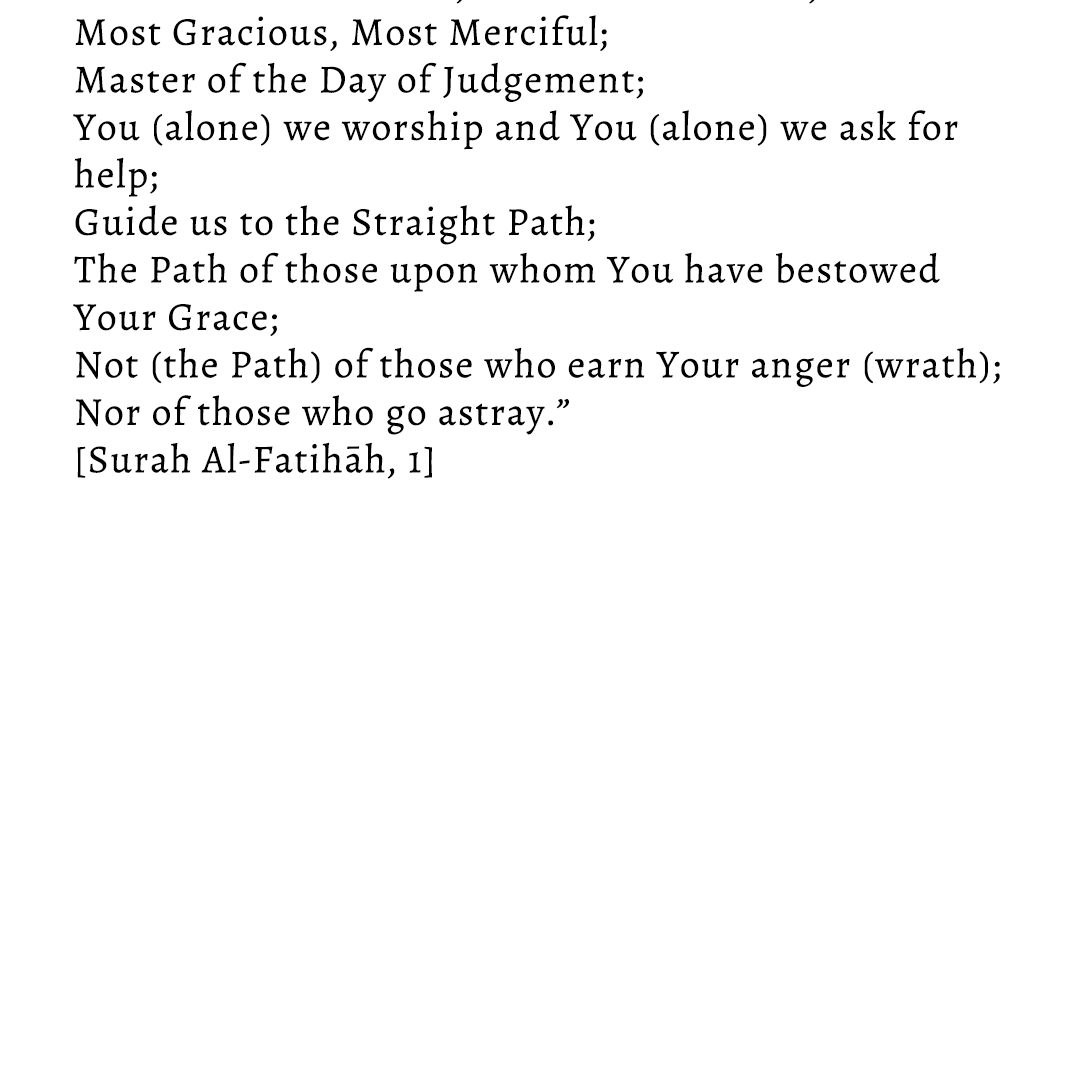 Most Gracious, Most Merciful;
Master of the Day of Judgement;
You (alone) we worship and You (alone) we ask for
help;
Guide us to the Straight Path;
The Path of those upon whom You have bestowed
Your Grace;
Not (the Path) of those who earn Your anger (wrath);
Nor of those who go astray.”
[Surah Al-Fatihāh, 1]